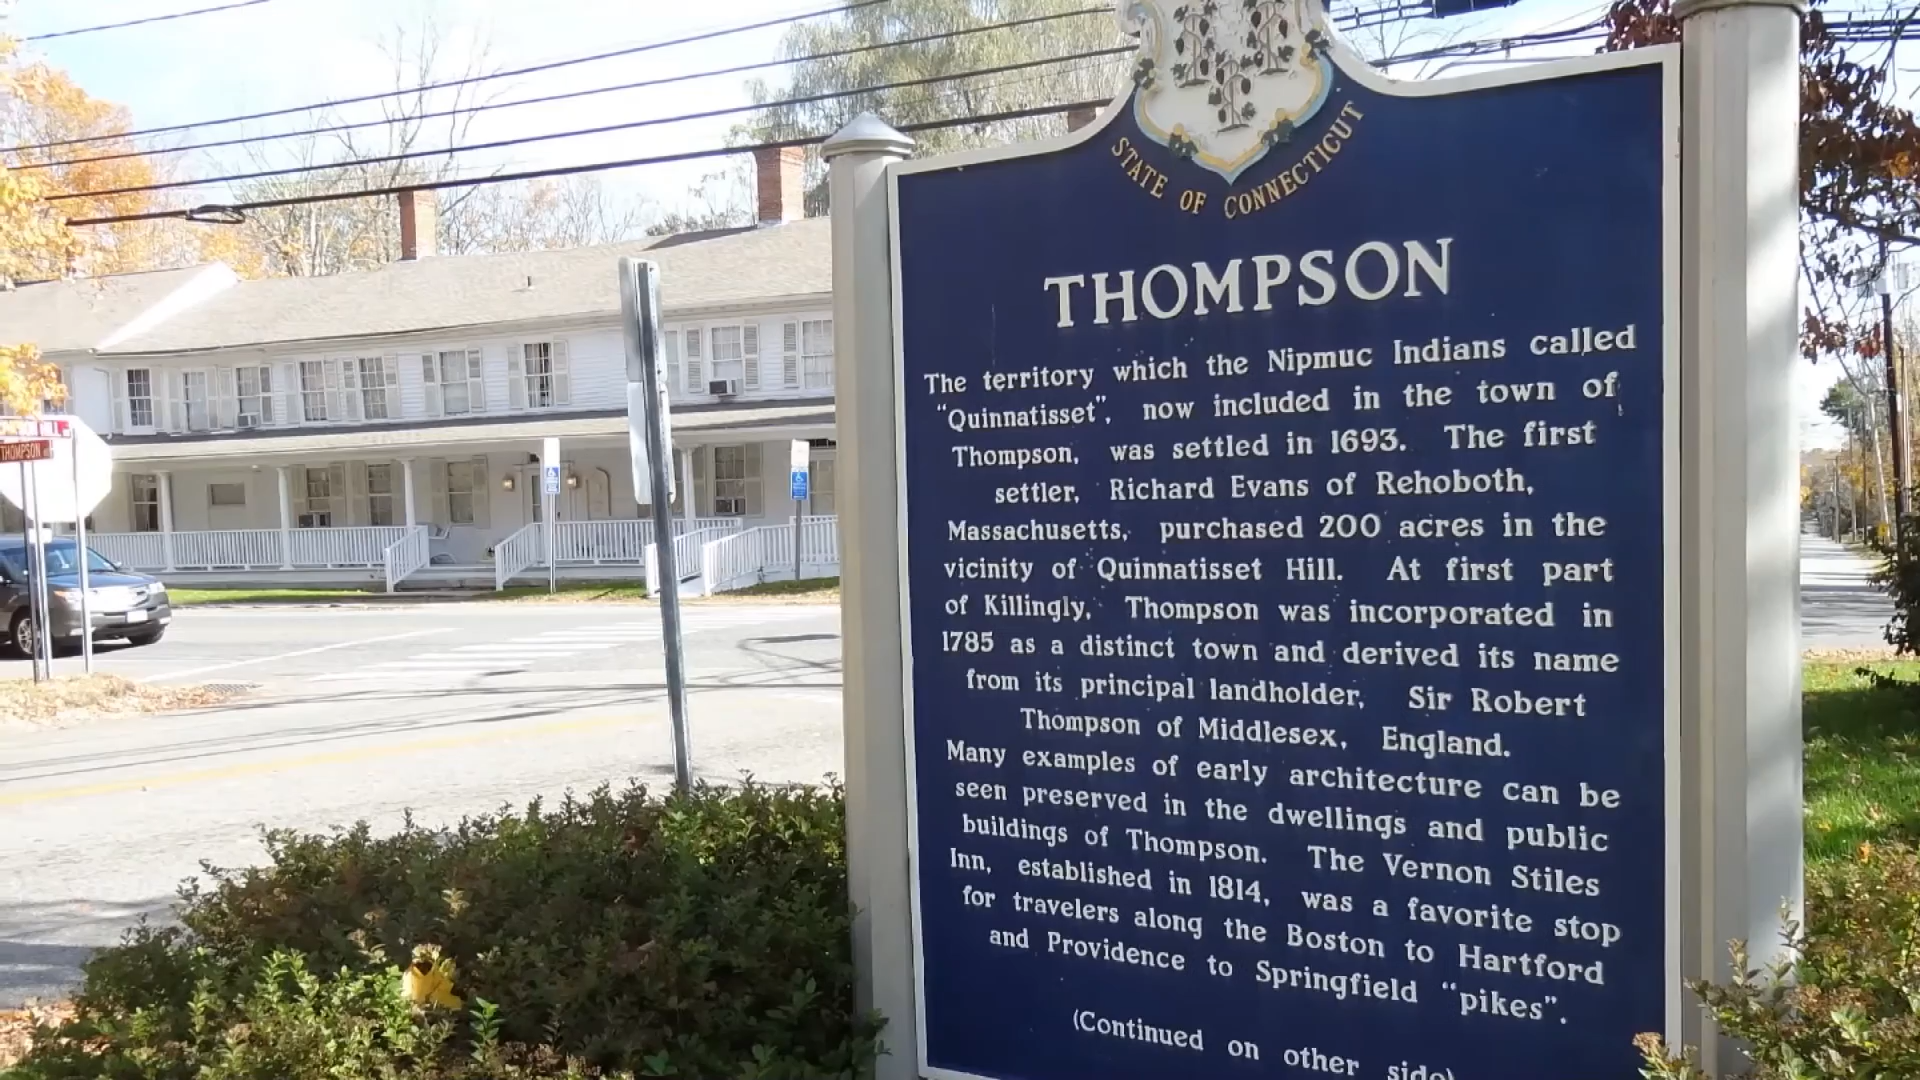 STATE OF CONNECTICUT
THOMPSON
The territory which the Nipmuc Indians called
"Quinnatisset", now included in the town of
Thompson, was settled in 1693. The first
settler, Richard Evans of Rehoboth,
Massachusetts, purchased 200 acres in the
vicinity of Quinnatisset Hill. At first part
of Killingly, Thompson was incorporated in
1785 as a distinct town and derived its name
from its principal landholder, Sir Robert
Thompson of Middlesex, England.
Many examples of early architecture can be
seen preserved in the dwellings and public
buildings of Thompson. The Vernon Stiles
Inn, established in 1814, was a favorite stop
for travelers along the Boston to Hartford
and Providence to Springfield "pikes".
(Continued on other side)
THOMPSON